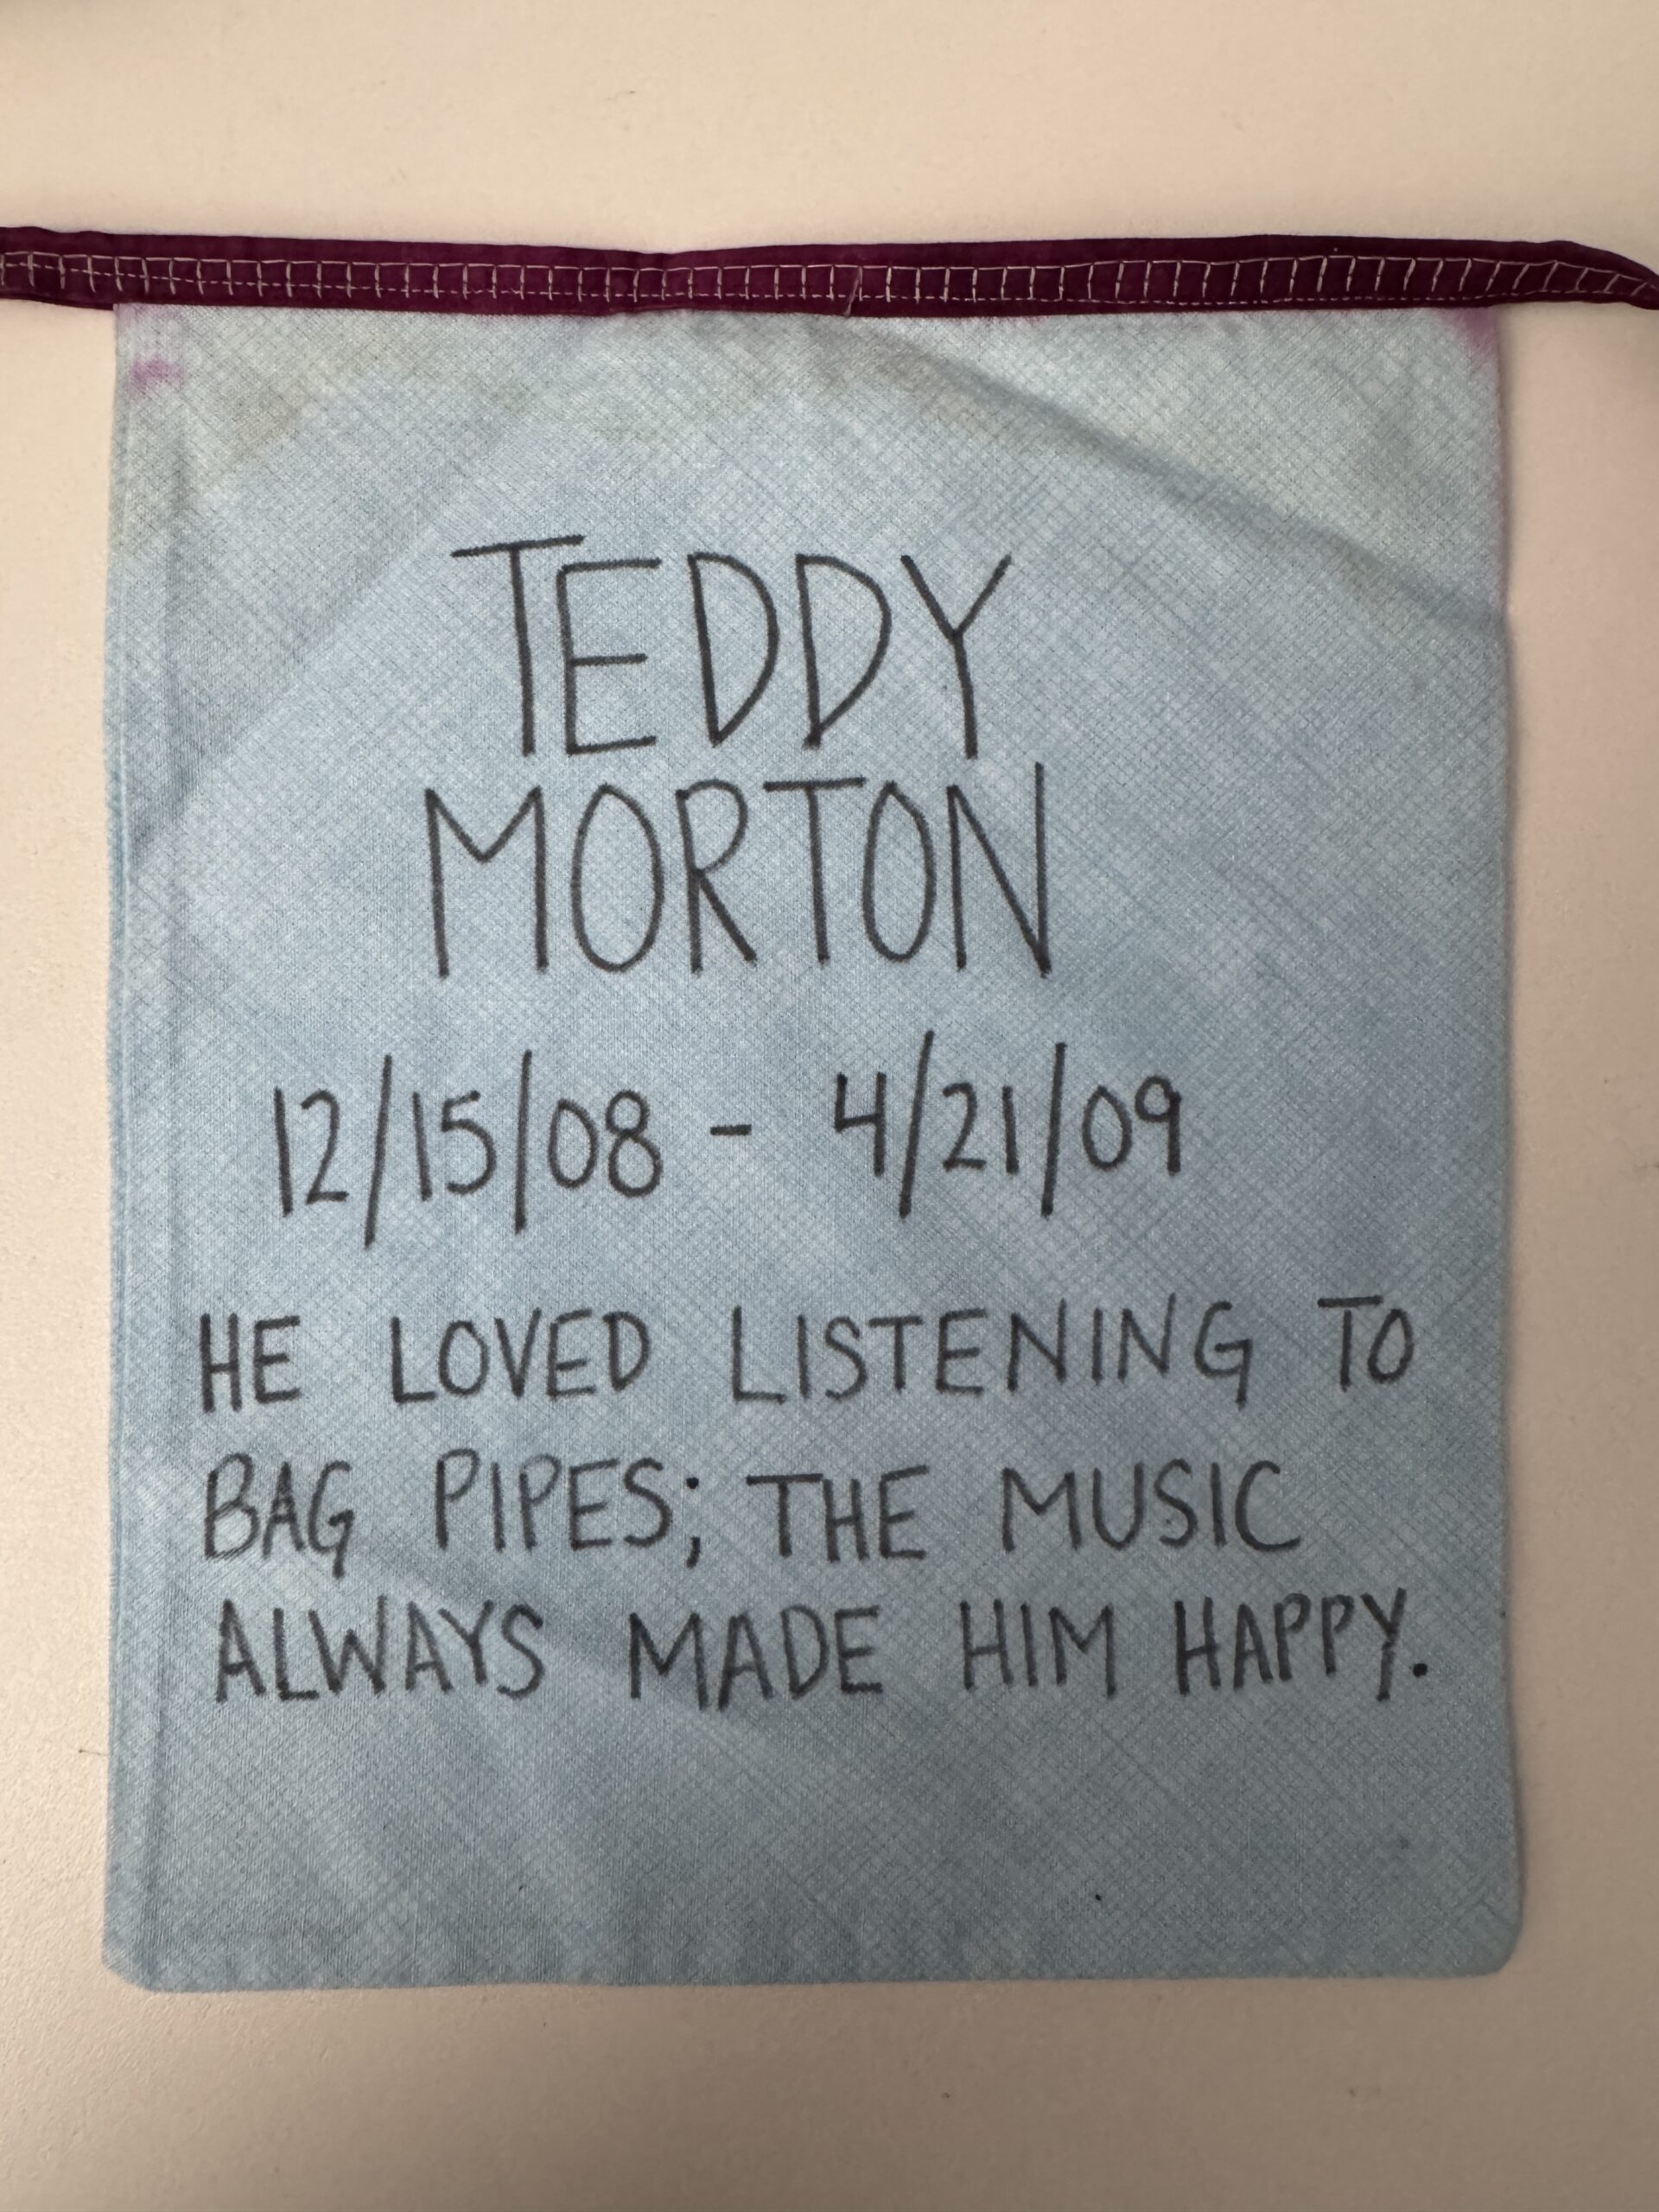 TEDDY
MORTON
12/15/08 - 4/21/09
HE LOVED LISTENING TO
BAG PIPES; THE MUSIC
ALWAYS MADE HIM HAPPY.